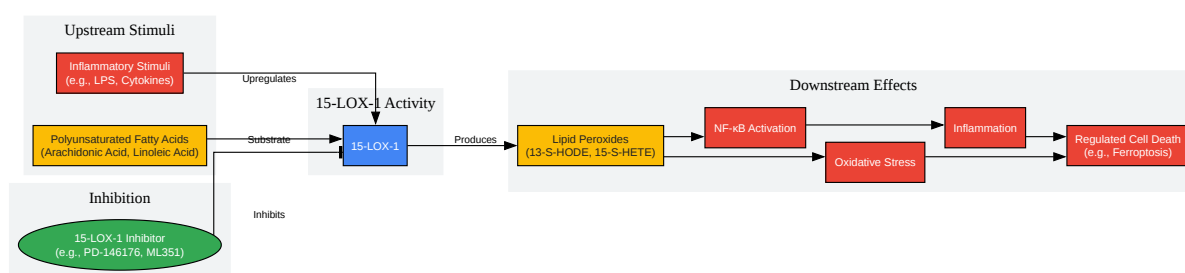 Upstream Stimuli
Inflammatory Stimuli
(e.g., LPS, Cytokines)
Upregulates
Polyunsaturated Fatty Acids
(Arachidonic Acid, Linoleic Acid)
Substrate
15-LOX-1 Activity
15-LOX-1
Produces
Inhibition
15-LOX-1 Inhibitor
(e.g., PD-146176, ML351)
Inhibits
Downstream Effects
Lipid Peroxides
(13-S-HODE, 15-S-HETE)
NF-κB Activation
Oxidative Stress
Inflammation
Regulated Cell Death
(e.g., Ferroptosis)